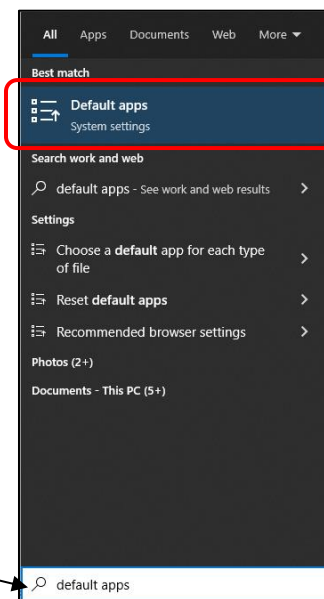 All Apps Documents Web More
Best match
Default apps
System settings
Search work and web
default apps - See work and web results
Settings
Choose a default app for each type
of file
Reset default apps
Recommended browser settings
Photos (2+)
Documents - This PC (5+)
default apps